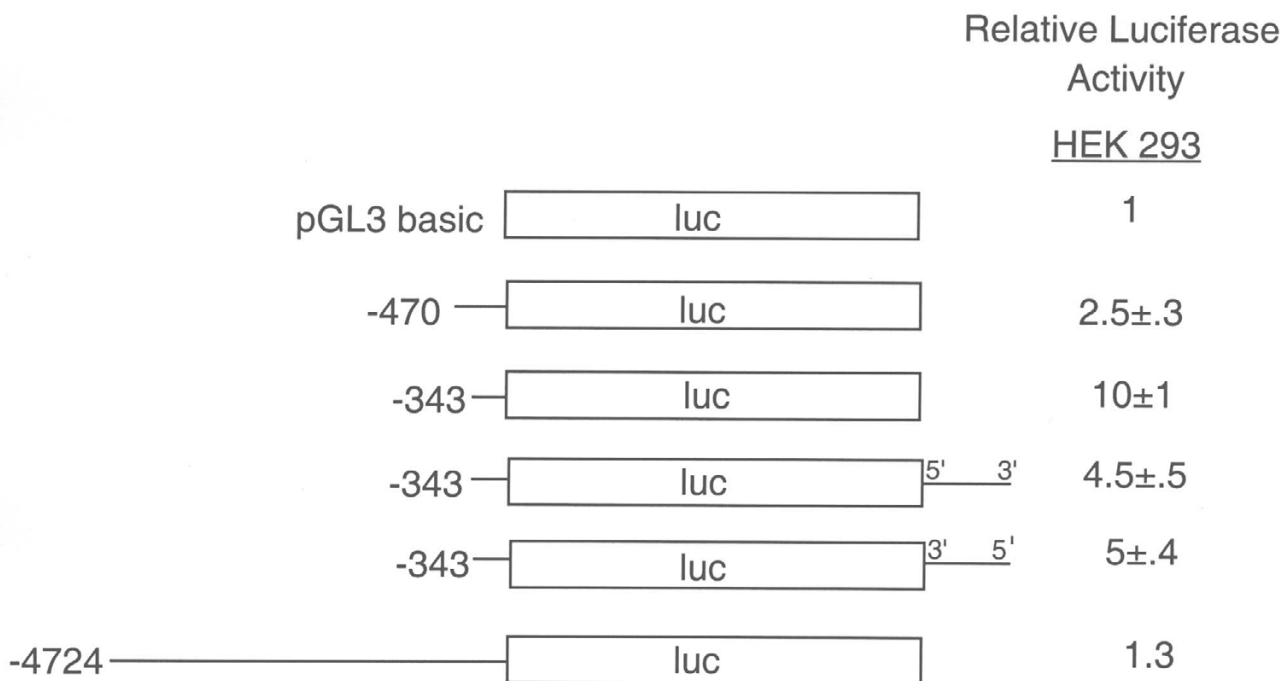 Relative Luciferase
Activity
HEK 293
pGL3 basic luc 1
-470 luc 2.5±.3
-343 luc 10±1
-343 luc 5' 3' 4.5±.5
-343 luc 3' 5' 5±.4
-4724 luc 1.3